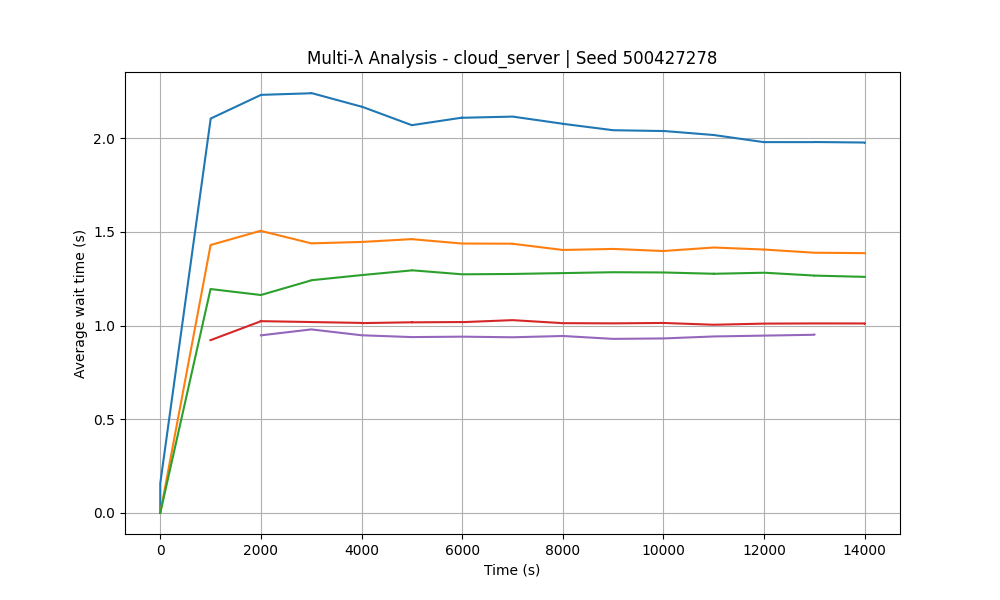 Multi-λ Analysis - cloud_server | Seed 500427278
Average wait time (s)
2.0
1.5
1.0
0.5
0.0
0 2000 4000 6000 8000 10000 12000 14000
Time (s)